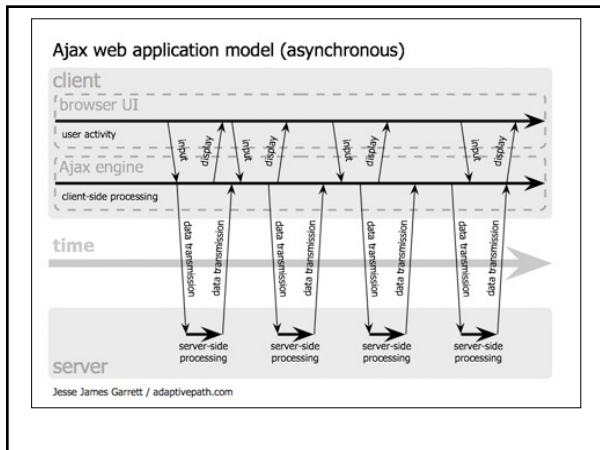 Ajax web application model (asynchronous)
client
browser UI
user activity
input
display
input
display
input
display
input
display
Ajax engine
client-side processing
data transmission
data transmission
data transmission
data transmission
data transmission
data transmission
data transmission
data transmission
time
server-side
processing
server-side
processing
server-side
processing
server-side
processing
server
Jesse James Garrett / adaptivepath.com